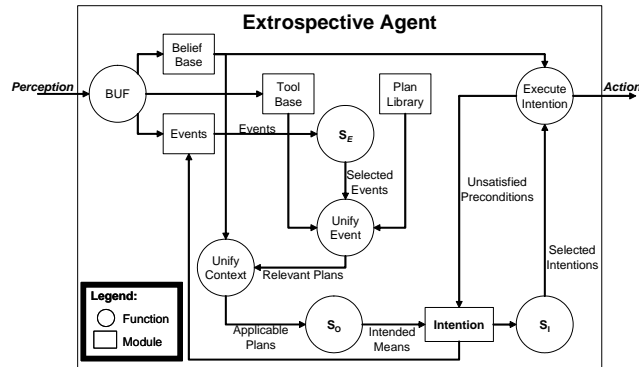 Extrospective Agent
Perception
BUF
Belief
Base
Tool
Base
Plan
Library
Execute
Intention
Action
Events
Events
S_E
Selected
Events
Unsatisfied
Preconditions
Unify
Event
Selected
Intentions
Unify
Context
Relevant Plans
Legend:
Function
Module
Applicable
Plans
S_O
Intended
Means
Intention
S_I